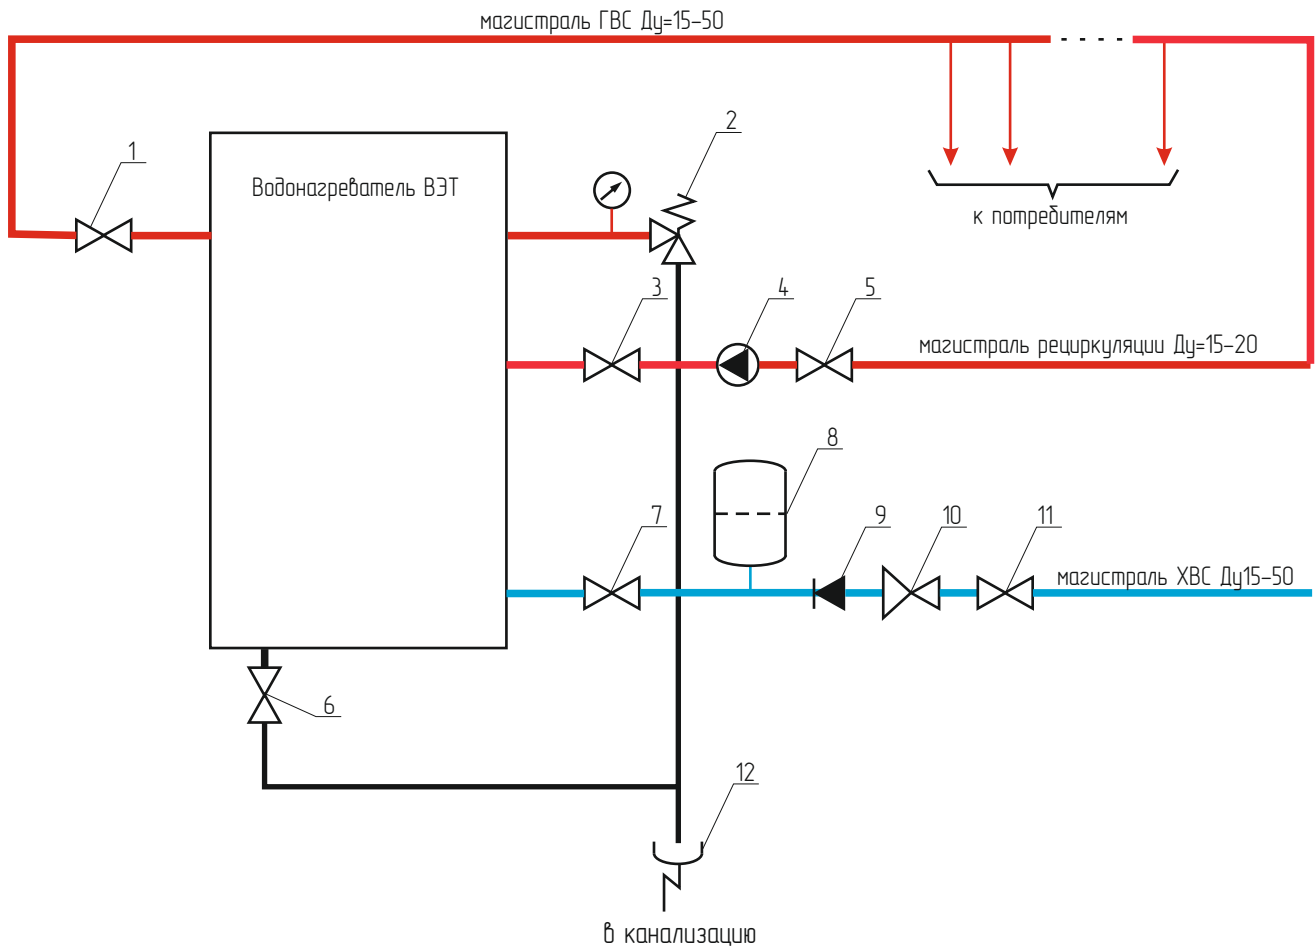 магистраль ГВС Ду=15-50
1
2
Водонагреватель ВЭТ
к потребителям
3
4
5
магистраль рециркуляции Ду=15-20
8
7
9
10
11
магистраль ХВС Ду15-50
6
12
в канализацию